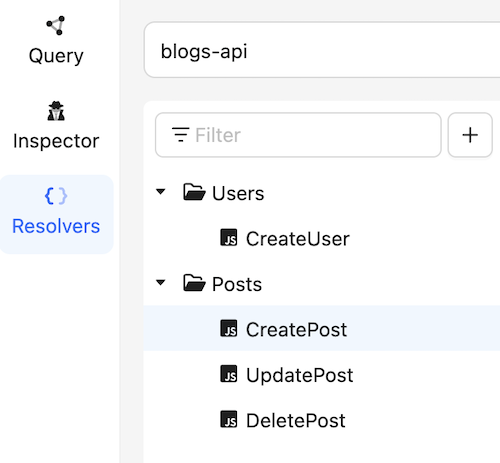 Query
Inspector
Resolvers
blogs-api
Filter
Users
JS CreateUser
Posts
JS CreatePost
JS UpdatePost
JS DeletePost